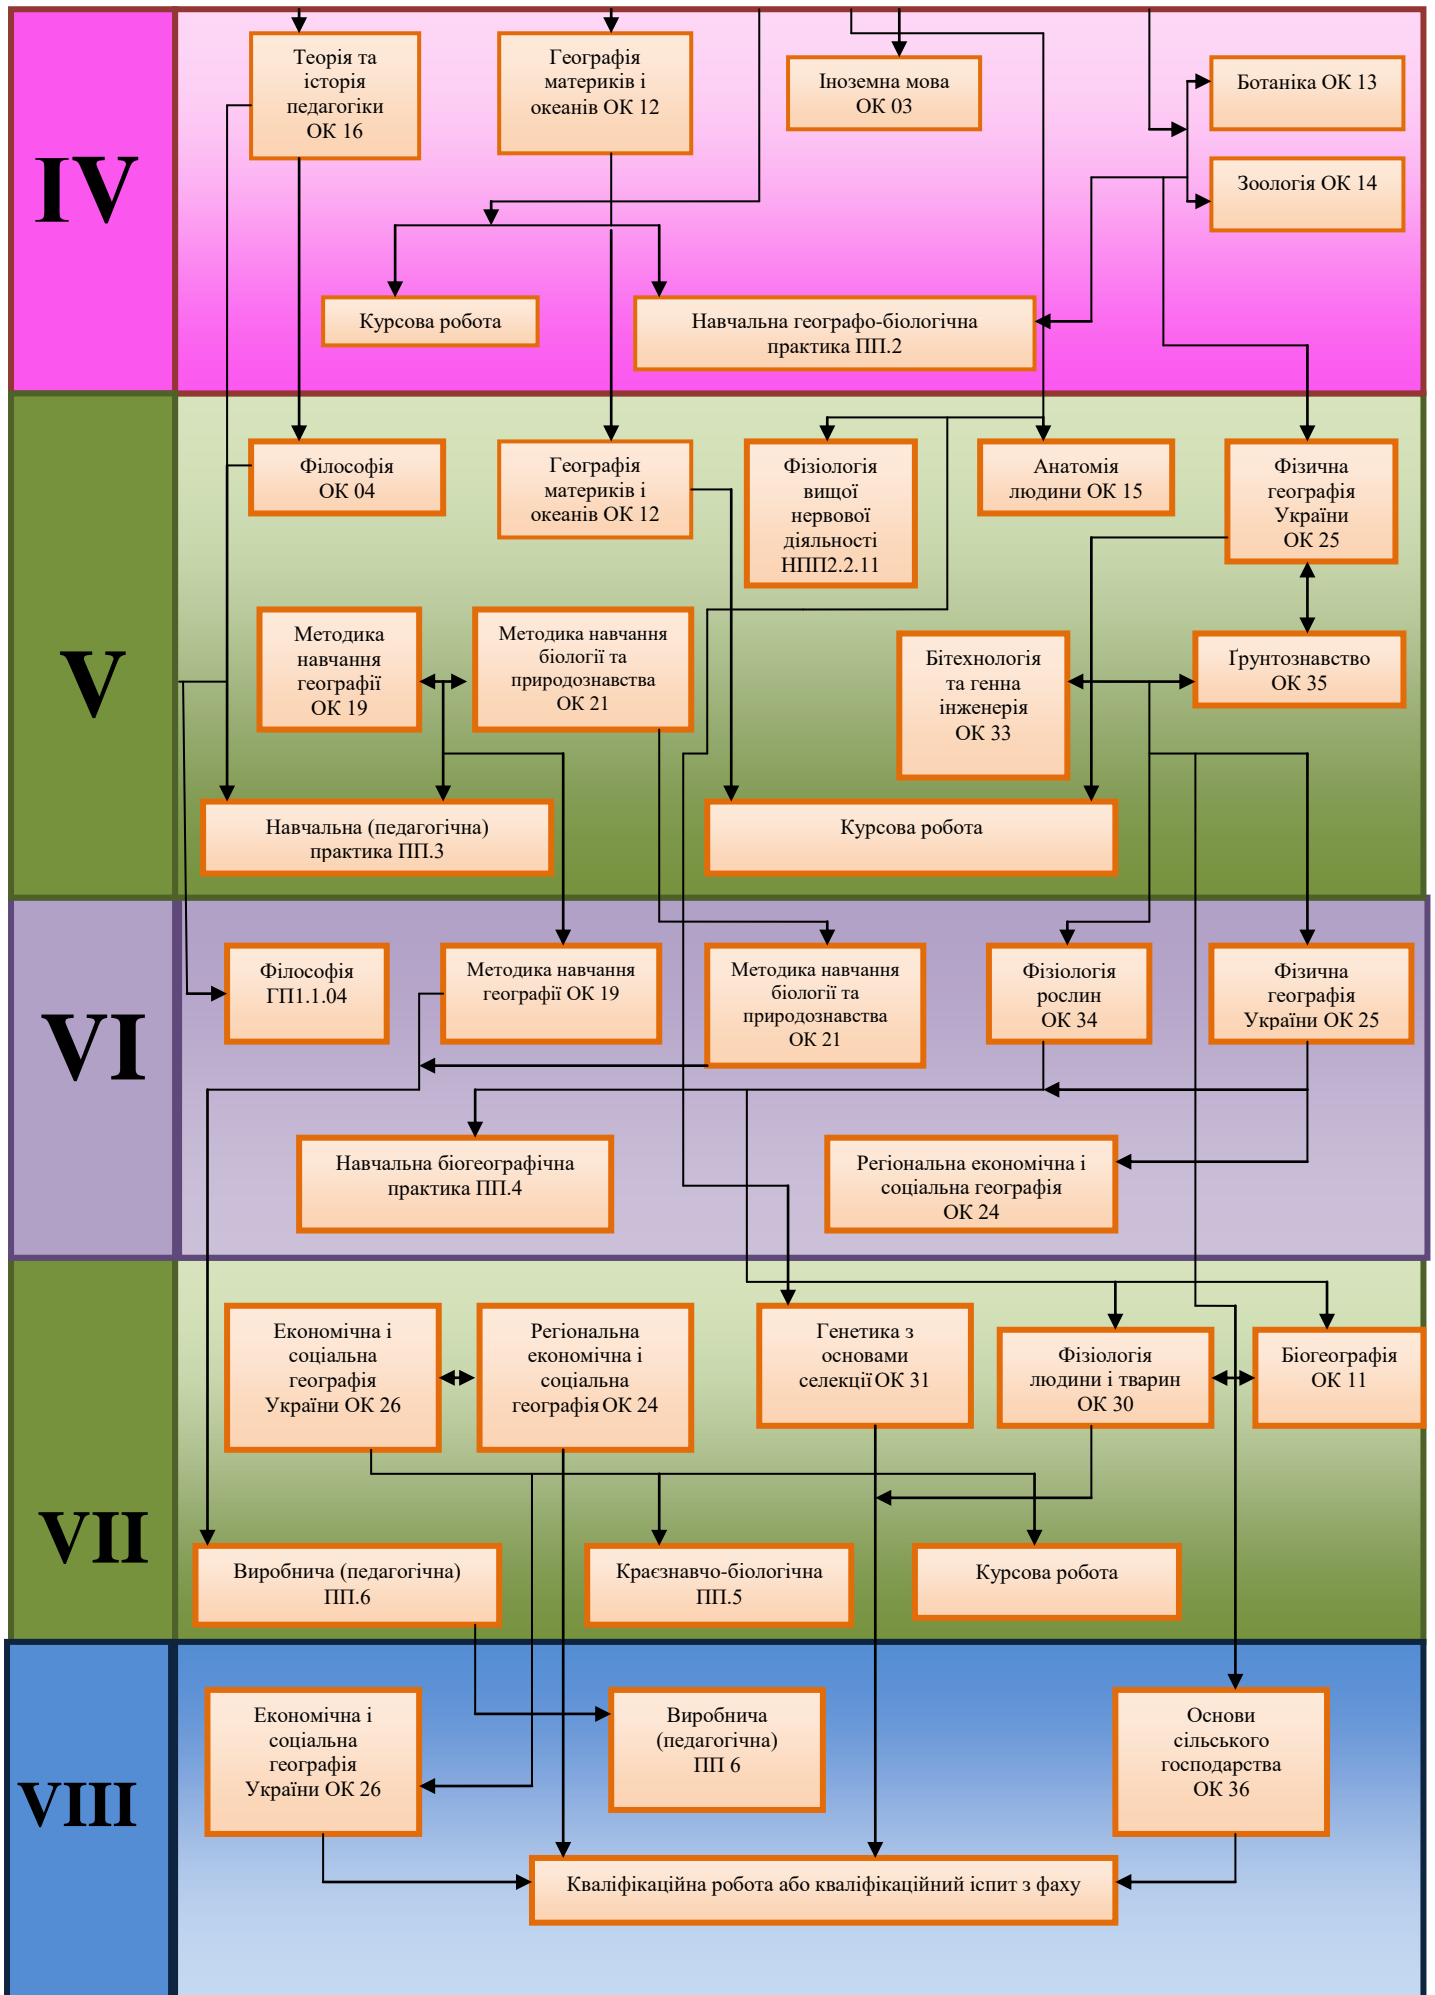 IV
Теорія та
історія
педагогіки
ОК 16
Географія
материків і
океанів ОК 12
Іноземна мова
ОК 03
Ботаніка ОК 13
Зоологія ОК 14
Курсова робота
Навчальна географо-біологічна
практика ПП.2
V
Філософія
ОК 04
Географія
материків і
океанів ОК 12
Фізіологія
вищої
нервової
діяльності
НПП2.2.11
Анатомія
людини ОК 15
Фізична
географія
України
ОК 25
Методика
навчання
географії
ОК 19
Методика навчання
біології та
природознавства
ОК 21
Бітехнологія
та генна
інженерія
ОК 33
Ґрунтознавство
ОК 35
Навчальна (педагогічна)
практика ПП.3
Курсова робота
VI
Філософія
ГП1.1.04
Методика навчання
географії ОК 19
Методика навчання
біології та
природознавства
ОК 21
Фізіологія
рослин
ОК 34
Фізична
географія
України ОК 25
Навчальна біогеографічна
практика ПП.4
Регіональна економічна і
соціальна географія
ОК 24
VII
Економічна і
соціальна
географія
України ОК 26
Регіональна
економічна і
соціальна
географія ОК 24
Генетика з
основами
селекції ОК 31
Фізіологія
людини і тварин
ОК 30
Біогеографія
ОК 11
Виробнича (педагогічна)
ПП.6
Краєзнавчо-біологічна
ПП.5
Курсова робота
VIII
Економічна і
соціальна
географія
України ОК 26
Виробнича
(педагогічна)
ПП 6
Основи
сільського
господарства
ОК 36
Кваліфікаційна робота або кваліфікаційний іспит з фаху